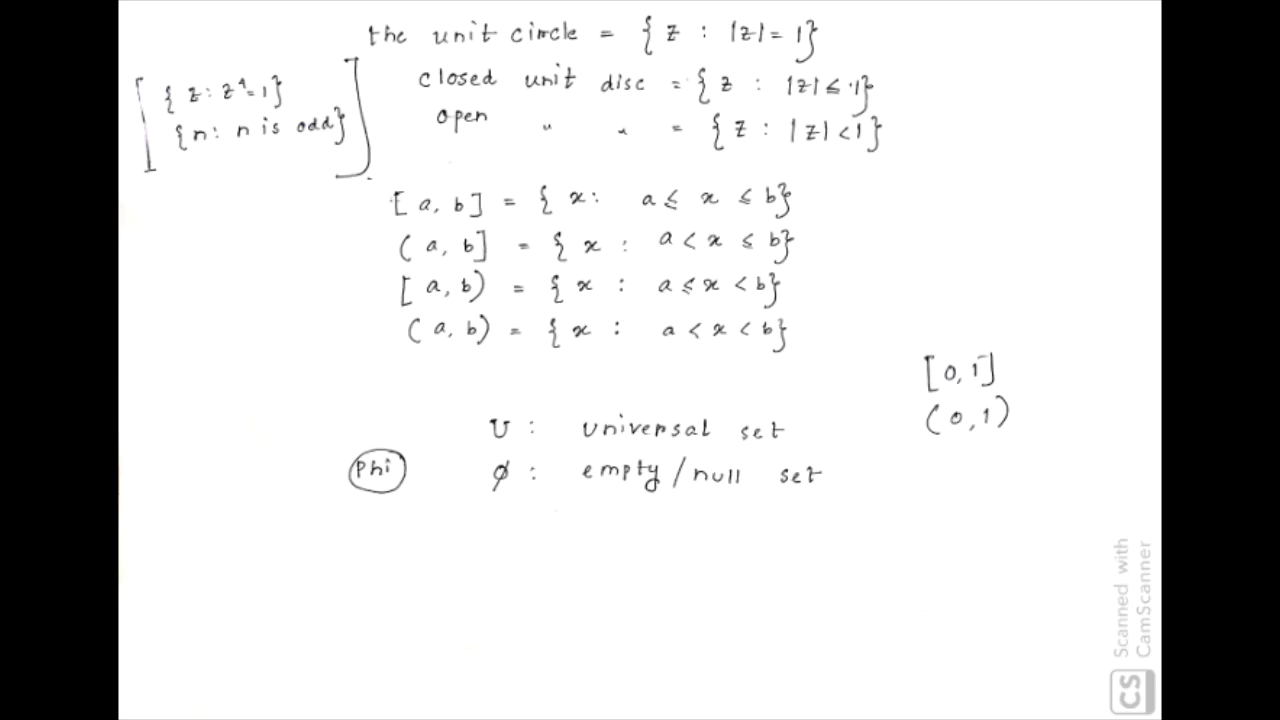 the unit circle = { z : |z| = 1}
[ { z : z⁴ = 1}
{n : n is odd} ]
closed unit disc = { z : |z| ≤ 1}
open " " = { z : |z| < 1}
[ a, b ] = { x : a ≤ x ≤ b}
( a, b ] = { x : a < x ≤ b}
[ a, b ) = { x : a ≤ x < b}
( a, b ) = { x : a < x < b}
[0, 1]
(0, 1)
U : universal set
Phi
ϕ : empty / null set
Scanned with
CamScanner
CS